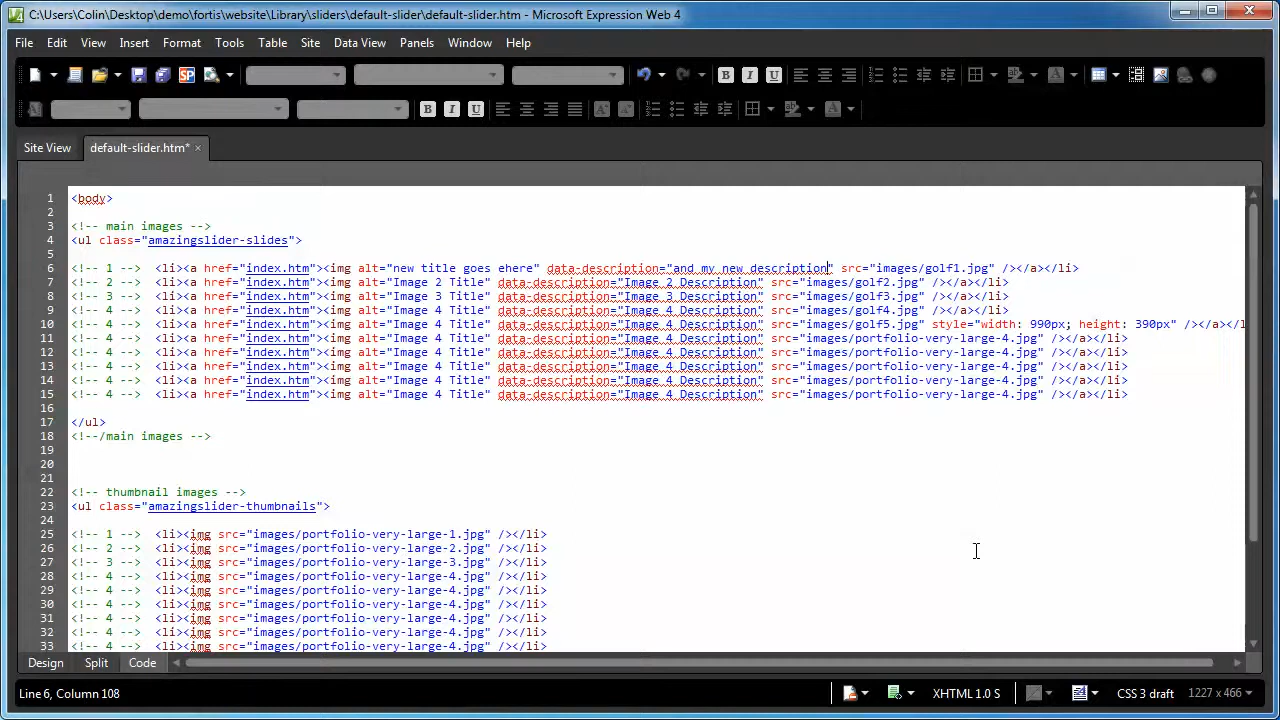 C:\Users\Colin\Desktop\demo\fortis\website\Library\sliders\default-slider\default-slider.htm - Microsoft Expression Web 4
File Edit View Insert Format Tools Table Site Data View Panels Window Help
Site View default-slider.htm* ×
1 <body>
2
3 <!-- main images -->
4 <ul class="amazingslider-slides">
5
6 <!-- 1 --> <li><a href="index.htm"><img alt="new title goes ehere" data-description="and my new description" src="images/golf1.jpg" /></a></li>
7 <!-- 2 --> <li><a href="index.htm"><img alt="Image 2 Title" data-description="Image 2 Description" src="images/golf2.jpg" /></a></li>
8 <!-- 3 --> <li><a href="index.htm"><img alt="Image 3 Title" data-description="Image 3 Description" src="images/golf3.jpg" /></a></li>
9 <!-- 4 --> <li><a href="index.htm"><img alt="Image 4 Title" data-description="Image 4 Description" src="images/golf4.jpg" /></a></li>
10 <!-- 4 --> <li><a href="index.htm"><img alt="Image 4 Title" data-description="Image 4 Description" src="images/golf5.jpg" style="width: 990px; height: 390px" /></a></l
11 <!-- 4 --> <li><a href="index.htm"><img alt="Image 4 Title" data-description="Image 4 Description" src="images/portfolio-very-large-4.jpg" /></a></li>
12 <!-- 4 --> <li><a href="index.htm"><img alt="Image 4 Title" data-description="Image 4 Description" src="images/portfolio-very-large-4.jpg" /></a></li>
13 <!-- 4 --> <li><a href="index.htm"><img alt="Image 4 Title" data-description="Image 4 Description" src="images/portfolio-very-large-4.jpg" /></a></li>
14 <!-- 4 --> <li><a href="index.htm"><img alt="Image 4 Title" data-description="Image 4 Description" src="images/portfolio-very-large-4.jpg" /></a></li>
15 <!-- 4 --> <li><a href="index.htm"><img alt="Image 4 Title" data-description="Image 4 Description" src="images/portfolio-very-large-4.jpg" /></a></li>
16
17 </ul>
18 <!--/main images -->
19
20
21
22 <!-- thumbnail images -->
23 <ul class="amazingslider-thumbnails">
24
25 <!-- 1 --> <li><img src="images/portfolio-very-large-1.jpg" /></li>
26 <!-- 2 --> <li><img src="images/portfolio-very-large-2.jpg" /></li>
27 <!-- 3 --> <li><img src="images/portfolio-very-large-3.jpg" /></li>
28 <!-- 4 --> <li><img src="images/portfolio-very-large-4.jpg" /></li>
29 <!-- 4 --> <li><img src="images/portfolio-very-large-4.jpg" /></li>
30 <!-- 4 --> <li><img src="images/portfolio-very-large-4.jpg" /></li>
31 <!-- 4 --> <li><img src="images/portfolio-very-large-4.jpg" /></li>
32 <!-- 4 --> <li><img src="images/portfolio-very-large-4.jpg" /></li>
33 <!-- 4 --> <li><img src="images/portfolio-very-large-4.jpg" /></li>
Design Split Code
Line 6, Column 108 XHTML 1.0 S CSS 3 draft 1227 x 466